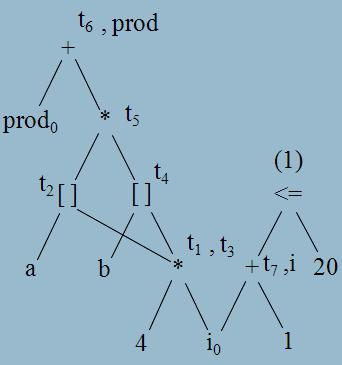 t₆ , prod
+
prod₀
* t₅
(1)
t₂ [ ]
[ ] t₄
<=
t₁ , t₃
a
b
*
+ t₇ ,i
20
4
i₀
1